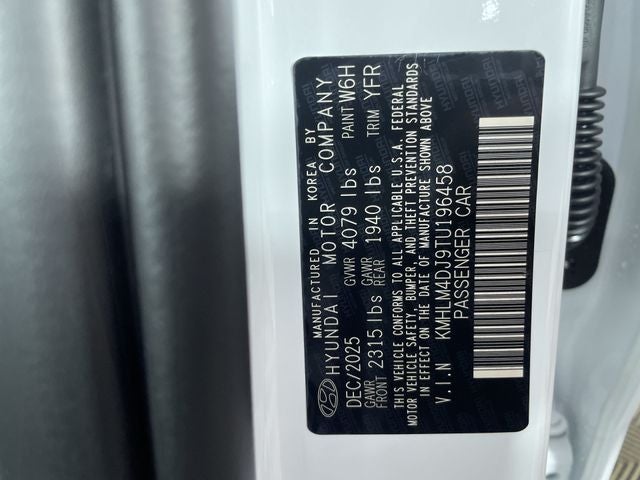 MANUFACTURED IN KOREA BY
HYUNDAI MOTOR COMPANY
DEC/2025 GVWR 4079 lbs PAINT W6H
GAWR FRONT 2315 lbs GAWR REAR 1940 lbs TRIM YFR
THIS VEHICLE CONFORMS TO ALL APPLICABLE U.S.A. FEDERAL
MOTOR VEHICLE SAFETY, BUMPER, AND THEFT PREVENTION STANDARDS
IN EFFECT ON THE DATE OF MANUFACTURE SHOWN ABOVE
V.I.N KMHLM4DJ9TU196458
PASSENGER CAR